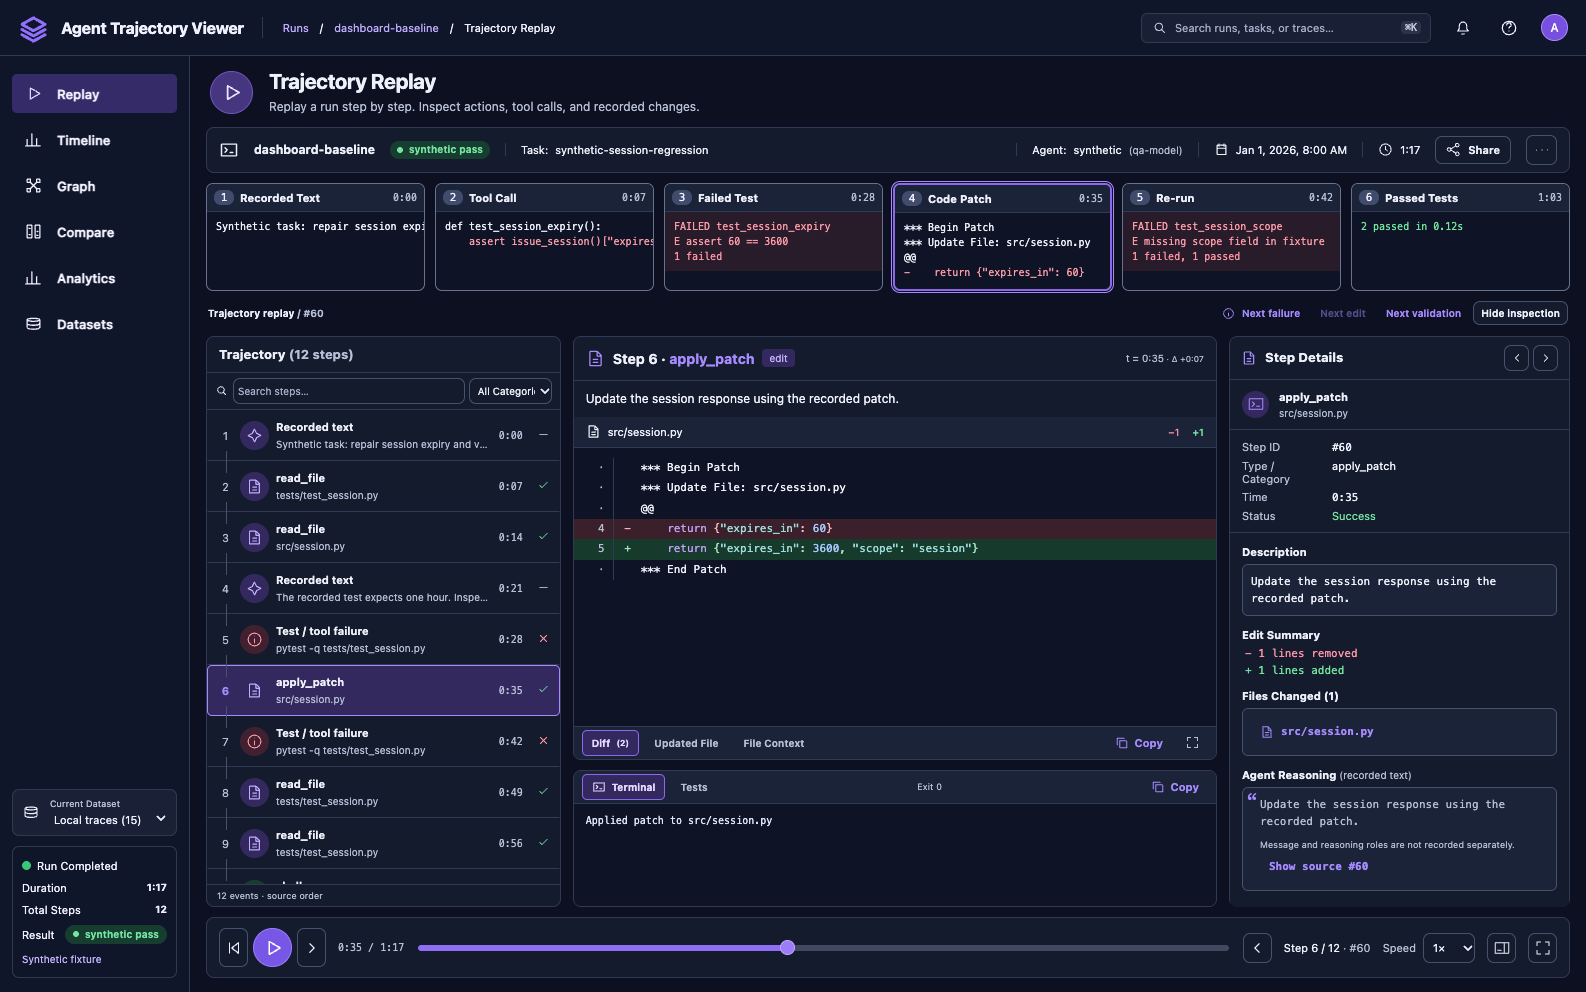 Agent Trajectory Viewer
Runs / dashboard-baseline / Trajectory Replay
Search runs, tasks, or traces...
⌘K
A
Replay
Timeline
Graph
Compare
Analytics
Datasets
Current Dataset
Local traces (15)
Run Completed
Duration 1:17
Total Steps 12
Result synthetic pass
Synthetic fixture
Trajectory Replay
Replay a run step by step. Inspect actions, tool calls, and recorded changes.
dashboard-baseline synthetic pass Task: synthetic-session-regression
Agent: synthetic (qa-model) Jan 1, 2026, 8:00 AM 1:17 Share ...
1 Recorded Text 0:00
Synthetic task: repair session expi
2 Tool Call 0:07
def test_session_expiry():
assert issue_session()["expires
3 Failed Test 0:28
FAILED test_session_expiry
E assert 60 == 3600
1 failed
4 Code Patch 0:35
*** Begin Patch
*** Update File: src/session.py
@@
- return {"expires_in": 60}
5 Re-run 0:42
FAILED test_session_scope
E missing scope field in fixture
1 failed, 1 passed
6 Passed Tests 1:03
2 passed in 0.12s
Trajectory replay / #60
Next failure Next edit Next validation Hide inspection
Trajectory (12 steps)
Search steps...
All Categori
1 Recorded text 0:00 —
Synthetic task: repair session expiry and v...
2 read_file 0:07
tests/test_session.py
3 read_file 0:14
src/session.py
4 Recorded text 0:21 —
The recorded test expects one hour. Inspe...
5 Test / tool failure 0:28
pytest -q tests/test_session.py
6 apply_patch 0:35
src/session.py
7 Test / tool failure 0:42
pytest -q tests/test_session.py
8 read_file 0:49
tests/test_session.py
9 read_file 0:56
tests/test_session.py
12 events · source order
Step 6 · apply_patch edit
t = 0:35 · Δ +0:07
Update the session response using the recorded patch.
src/session.py −1 +1
· *** Begin Patch
· *** Update File: src/session.py
· @@
4 - return {"expires_in": 60}
5 + return {"expires_in": 3600, "scope": "session"}
· *** End Patch
Diff (2) Updated File File Context Copy
Terminal Tests Exit 0 Copy
Applied patch to src/session.py
Step Details
apply_patch
src/session.py
Step ID #60
Type / Category apply_patch
Time 0:35
Status Success
Description
Update the session response using the
recorded patch.
Edit Summary
− 1 lines removed
+ 1 lines added
Files Changed (1)
src/session.py
Agent Reasoning (recorded text)
“ Update the session response using the
recorded patch.
Message and reasoning roles are not recorded separately.
Show source #60
0:35 / 1:17
Step 6 / 12 · #60 Speed 1×